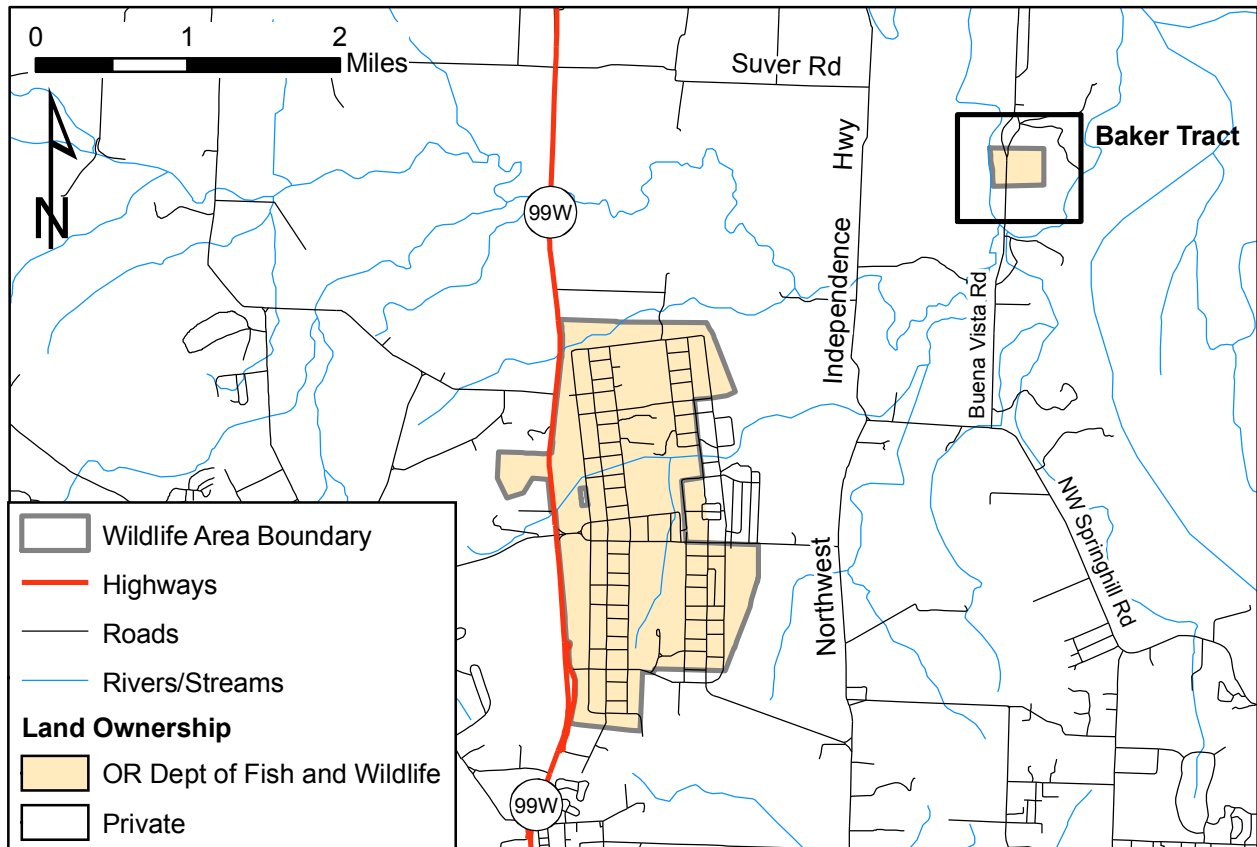 0 1 2
Miles
Suver Rd
Baker Tract
N
99W
Northwest Independence Hwy
Buena Vista Rd
NW Springhill Rd
Wildlife Area Boundary
Highways
Roads
Rivers/Streams
Land Ownership
OR Dept of Fish and Wildlife
Private
99W